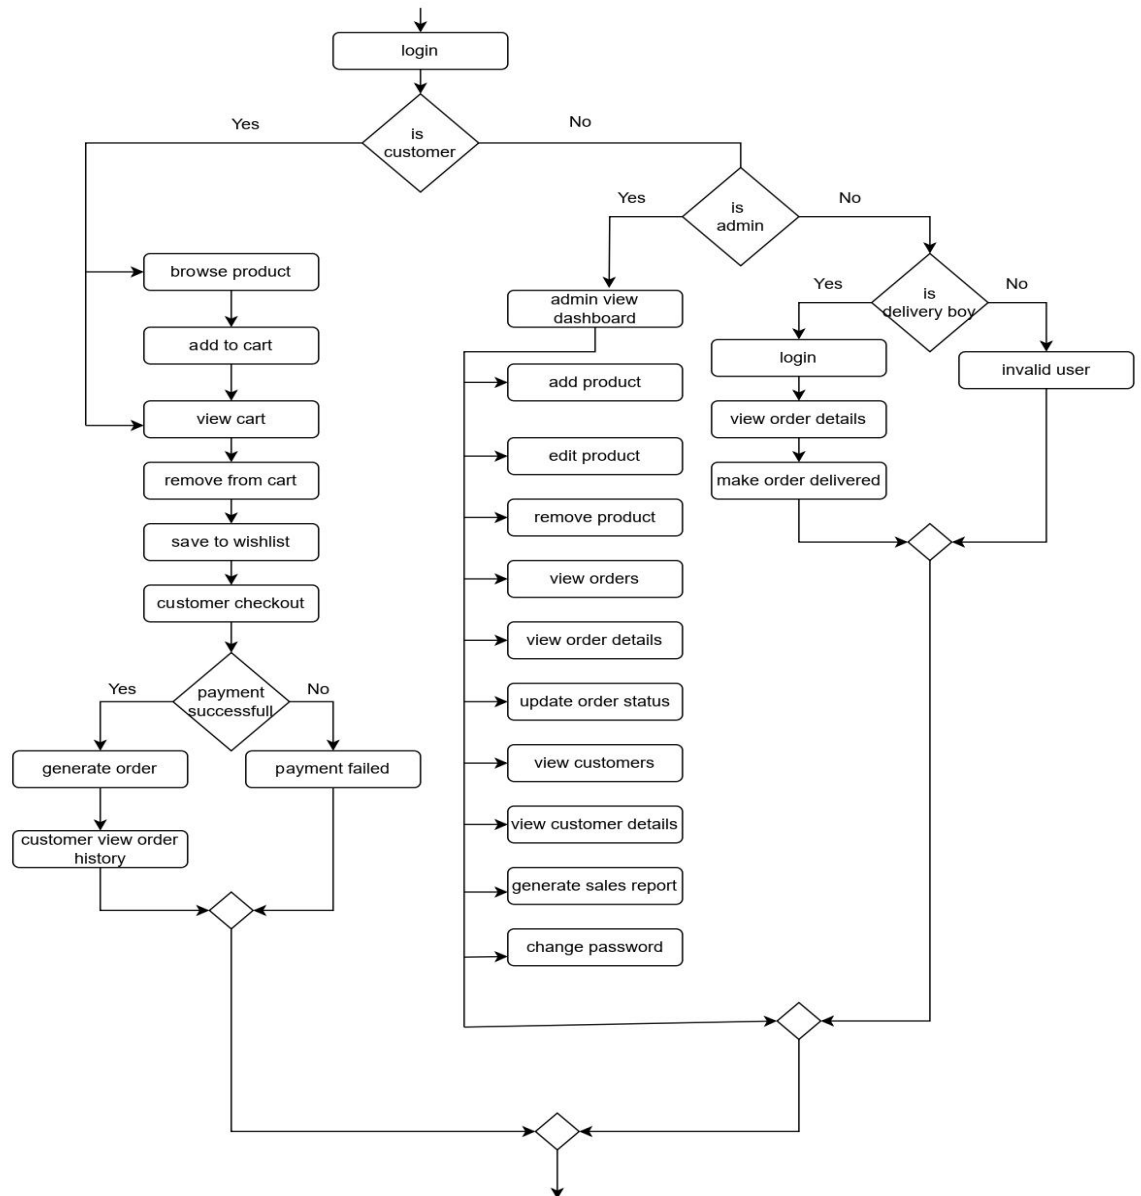 login
is
customer
Yes
No
is
admin
Yes
No
is
delivery boy
Yes
No
browse product
add to cart
view cart
remove from cart
save to wishlist
customer checkout
payment
successfull
Yes
No
generate order
payment failed
customer view order
history
admin view
dashboard
add product
edit product
remove product
view orders
view order details
update order status
view customers
view customer details
generate sales report
change password
login
view order details
make order delivered
invalid user